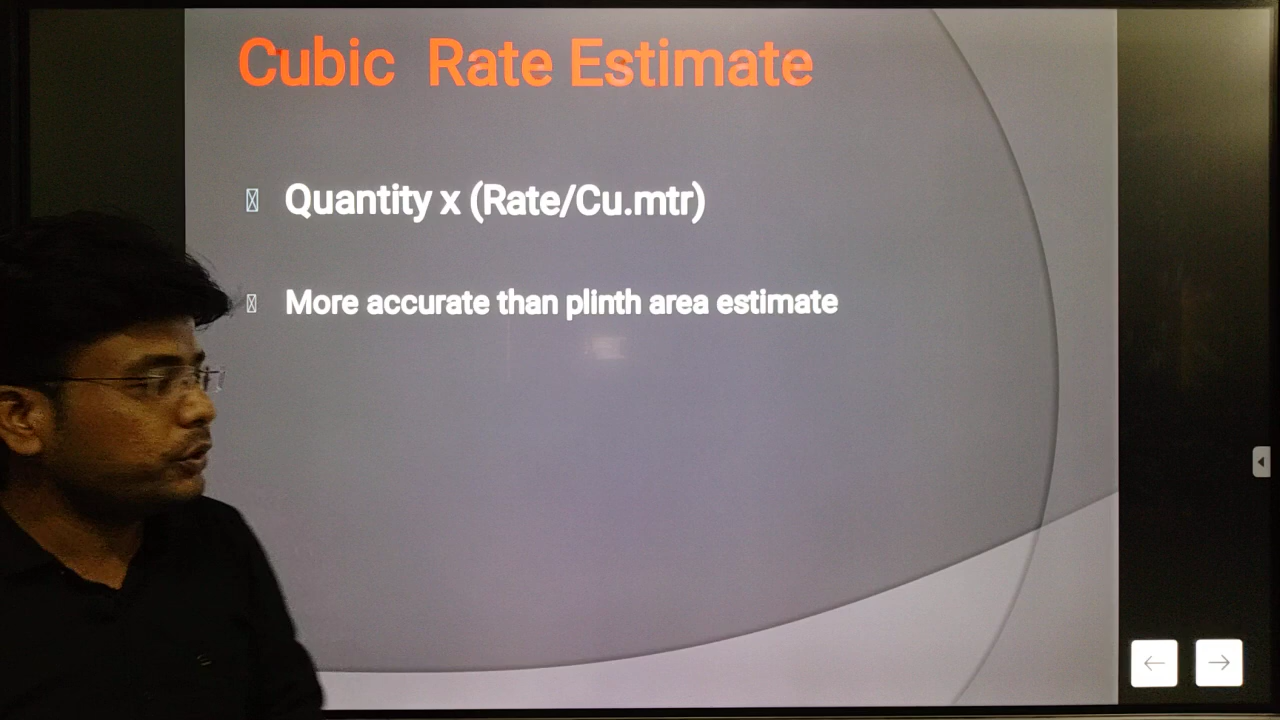 Cubic Rate Estimate
Quantity x (Rate/Cu.mtr)
More accurate than plinth area estimate